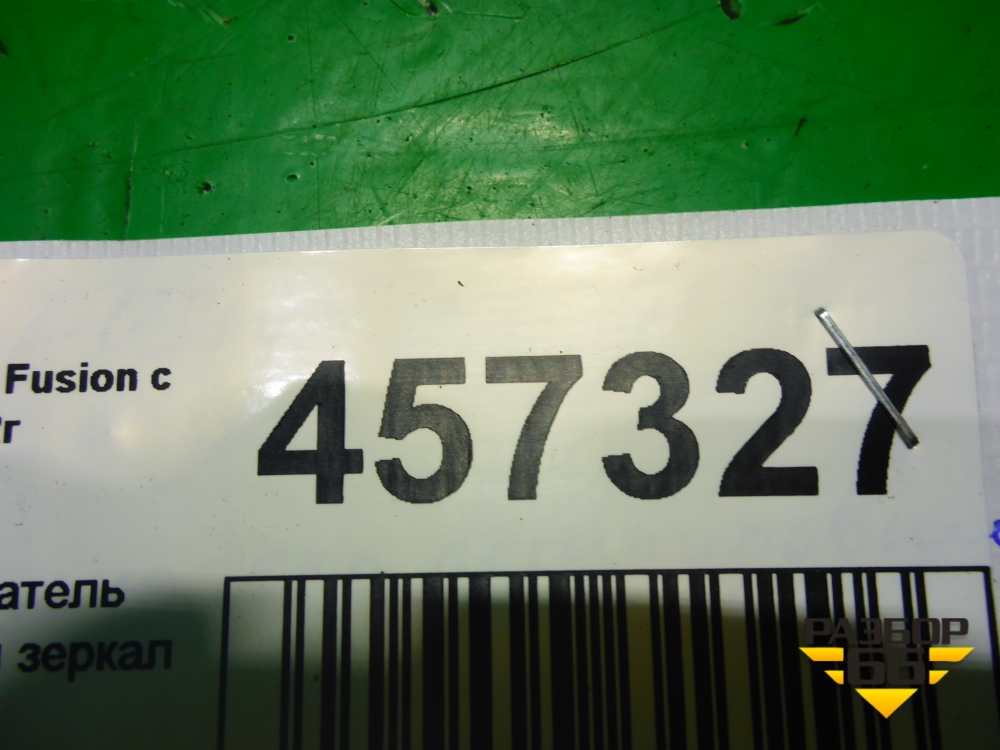 Fusion с
457327
г
атель
зеркал
РАЗБОР
66